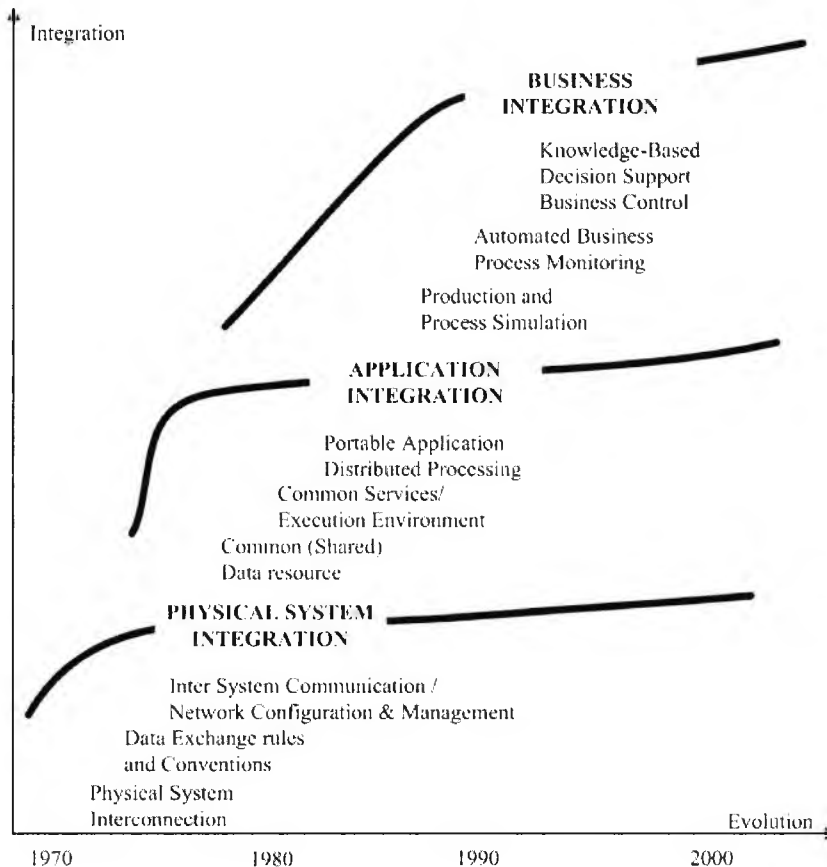 Integration
BUSINESS
INTEGRATION
Knowledge-Based
Decision Support
Business Control
Automated Business
Process Monitoring
Production and
Process Simulation
APPLICATION
INTEGRATION
Portable Application
Distributed Processing
Common Services/
Execution Environment
Common (Shared)
Data resource
PHYSICAL SYSTEM
INTEGRATION
Inter System Communication /
Network Configuration & Management
Data Exchange rules
and Conventions
Physical System
Interconnection
Evolution
1970 1980 1990 2000